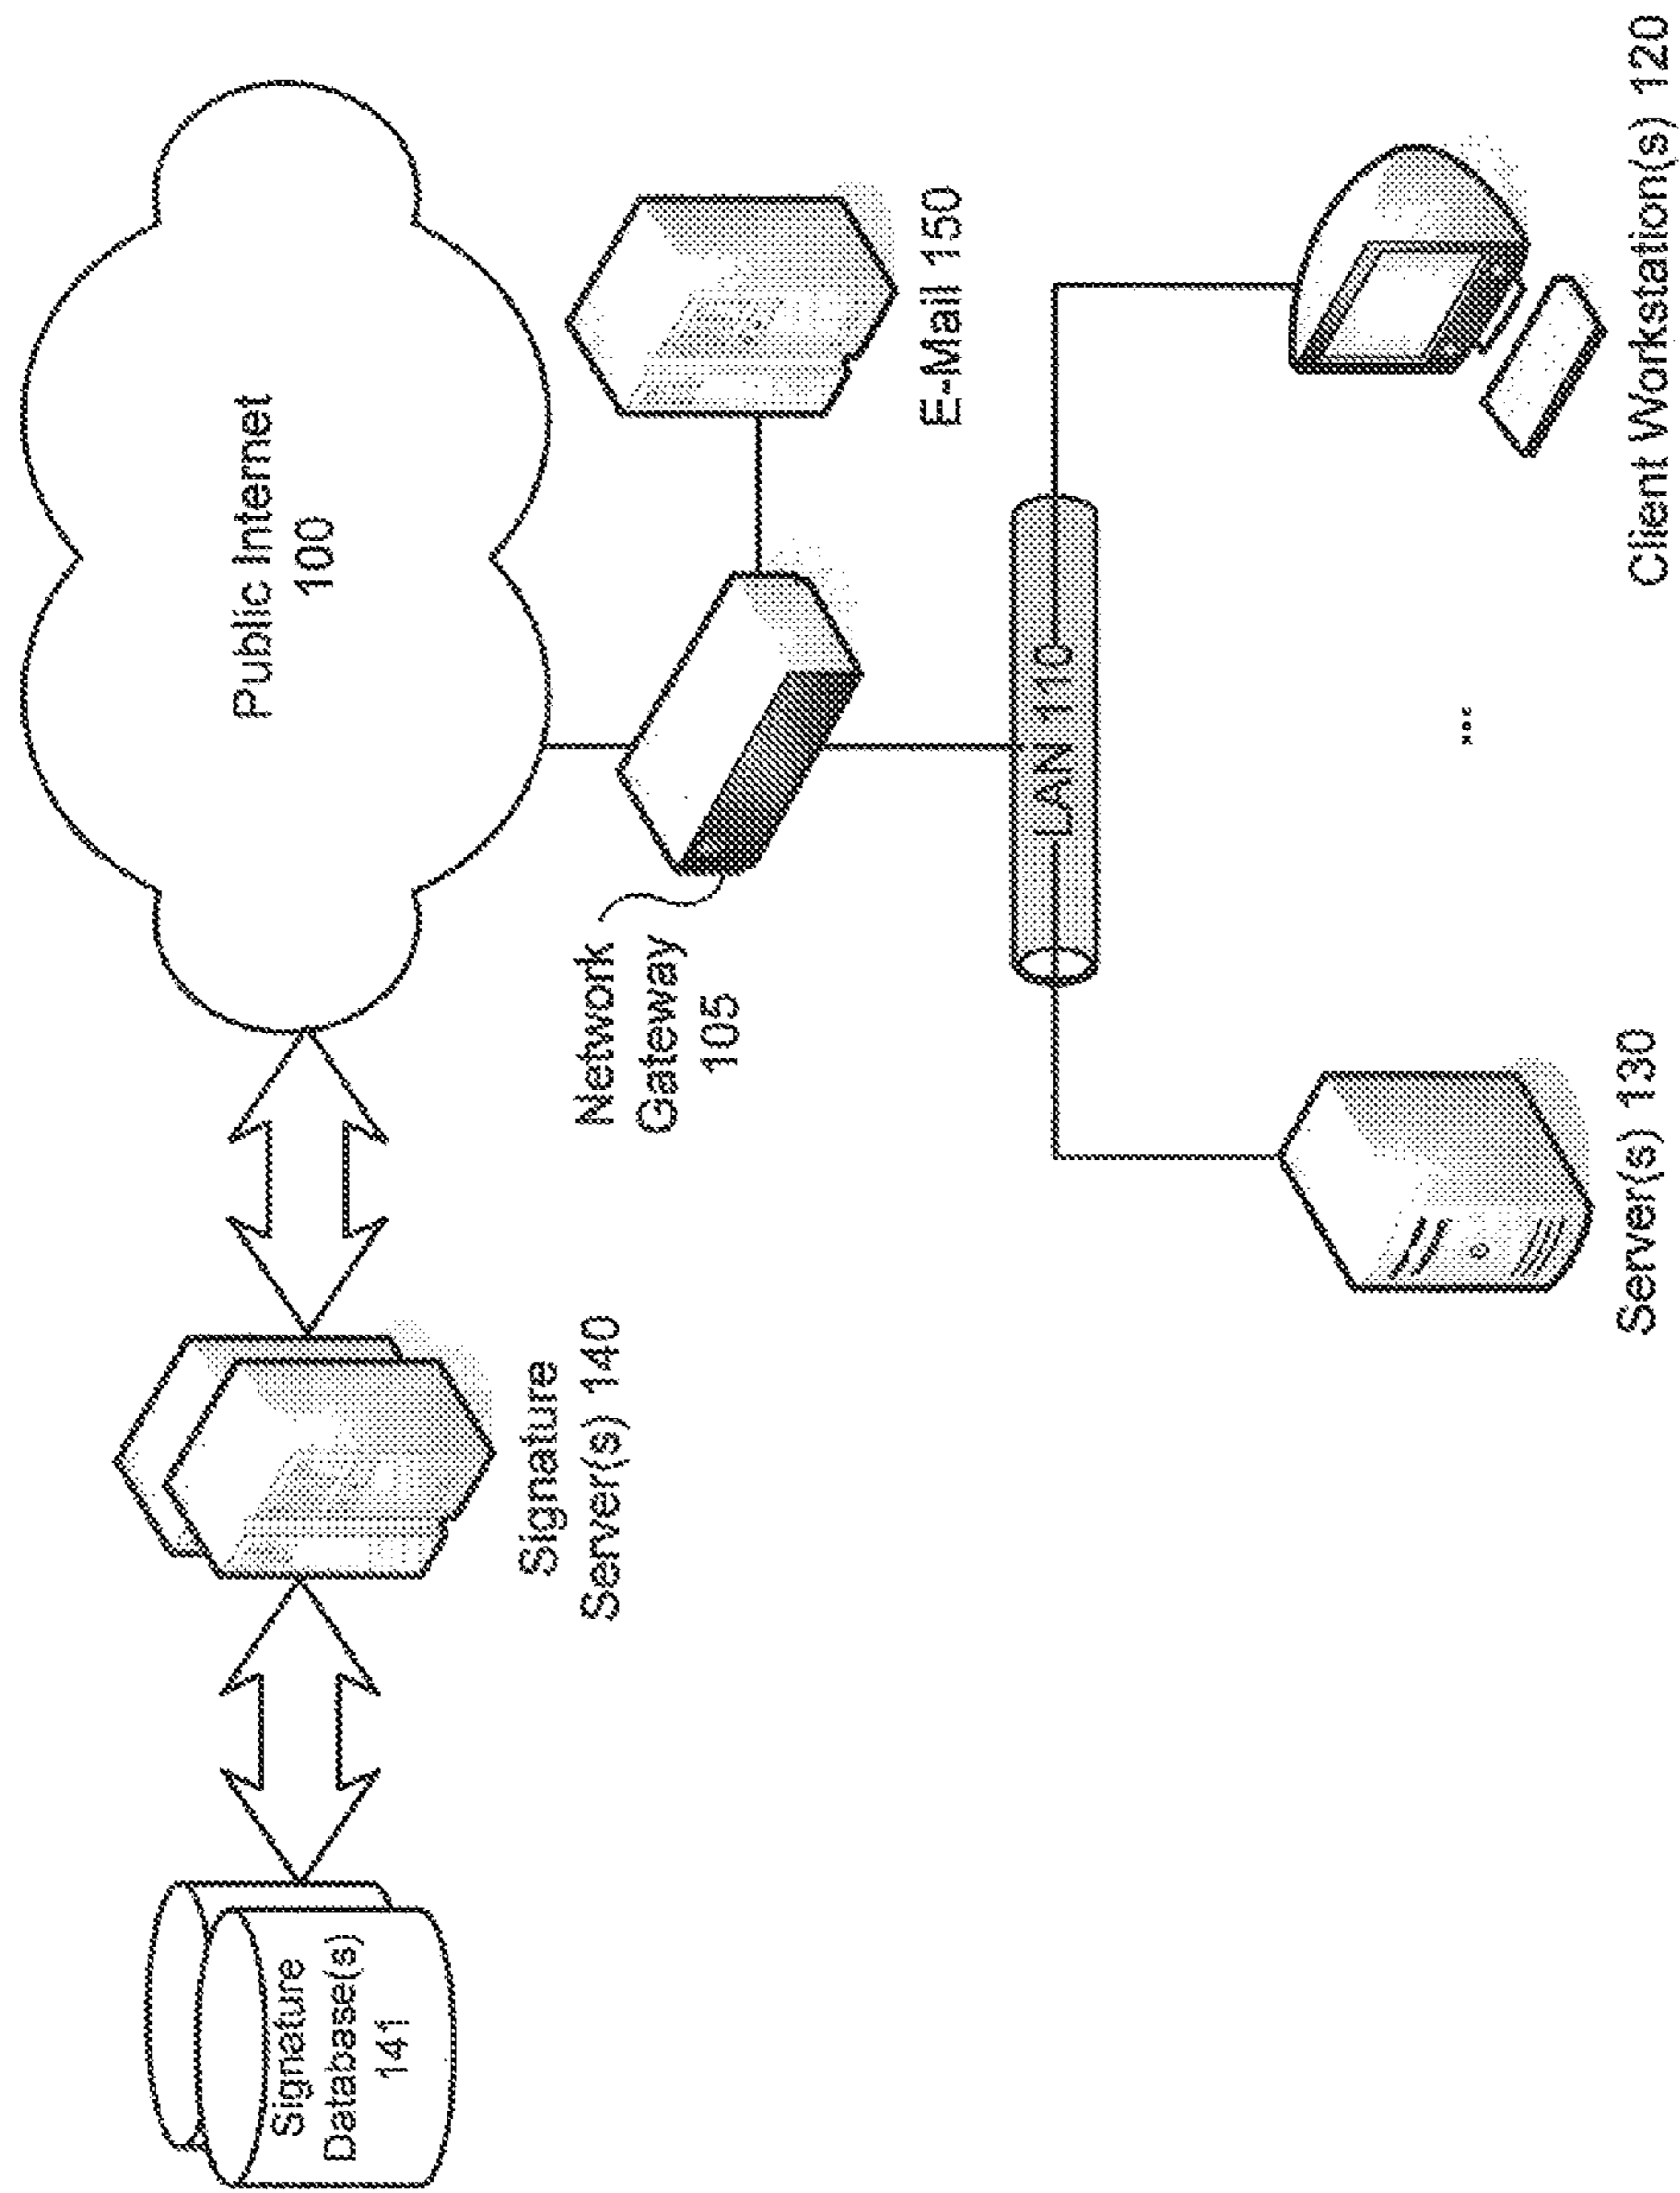 Public Internet
100
Signature
Database(s)
141
Signature
Server(s) 140
Network
Gateway
105
E-Mail 150
LAN 110
...
Server(s) 130
Client Workstation(s) 120